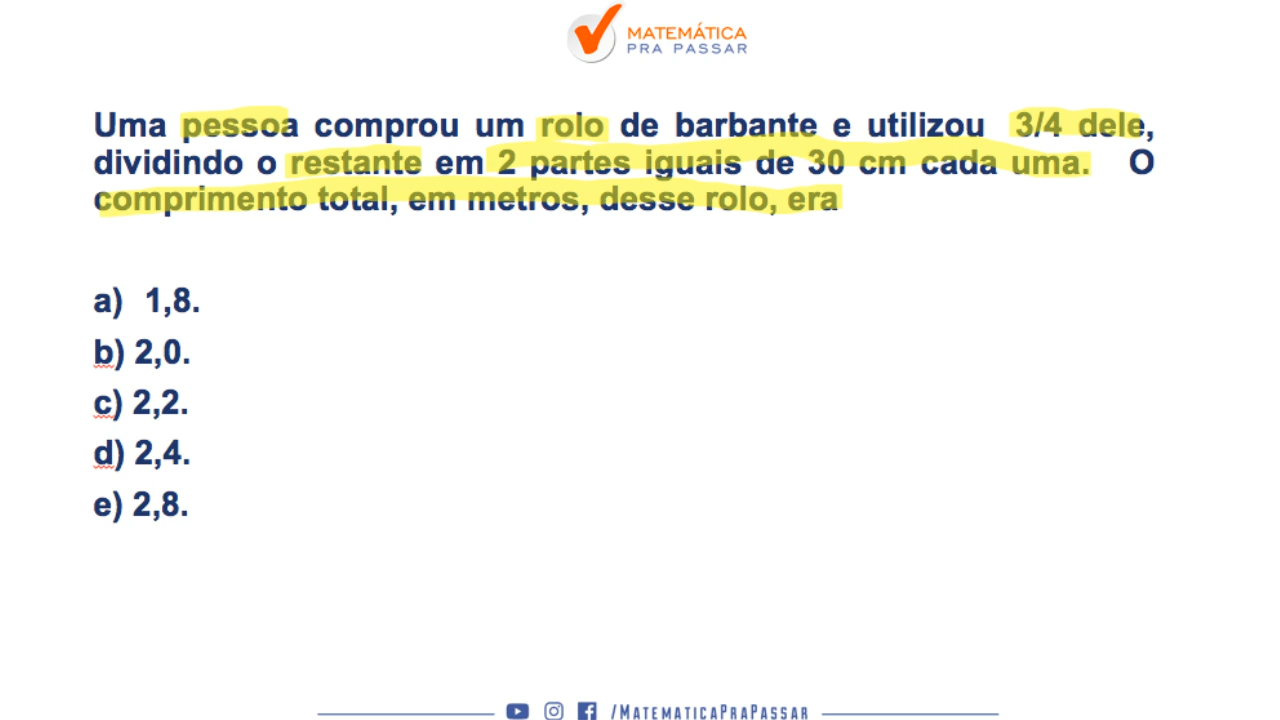 MATEMÁTICA
PRA PASSAR
Uma pessoa comprou um rolo de barbante e utilizou 3/4 dele,
dividindo o restante em 2 partes iguais de 30 cm cada uma. O
comprimento total, em metros, desse rolo, era
a) 1,8.
b) 2,0.
c) 2,2.
d) 2,4.
e) 2,8.
/MATEMATICAPRAPASSAR